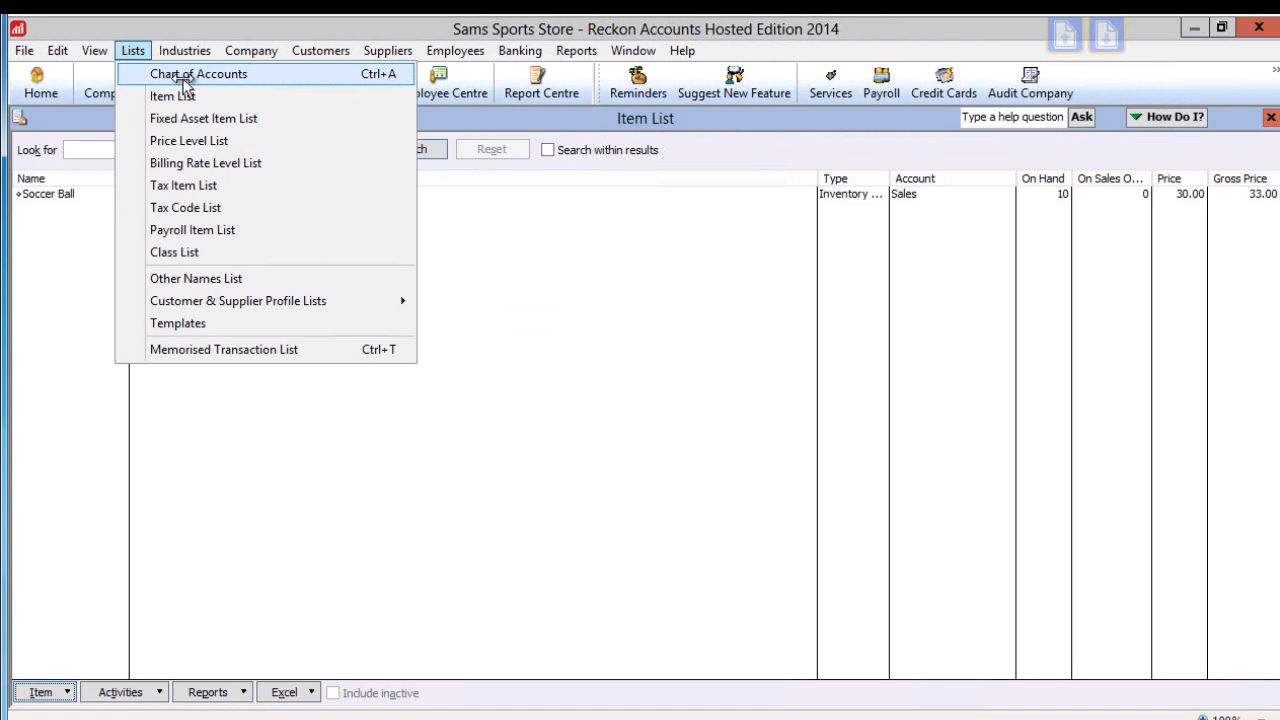 Sams Sports Store - Reckon Accounts Hosted Edition 2014
File Edit View Lists Industries Company Customers Suppliers Employees Banking Reports Window Help
Home Report Centre Reminders Suggest New Feature Services Payroll Credit Cards Audit Company
Item List
Type a help question Ask How Do I?
Chart of Accounts Ctrl+A
Item List
Fixed Asset Item List
Price Level List
Billing Rate Level List
Tax Item List
Tax Code List
Payroll Item List
Class List
Other Names List
Customer & Supplier Profile Lists
Templates
Memorised Transaction List Ctrl+T
Look for Reset Search within results
Name Type Account On Hand On Sales O... Price Gross Price
Soccer Ball Inventory ... Sales 10 0 30.00 33.00
Item Activities Reports Excel Include inactive